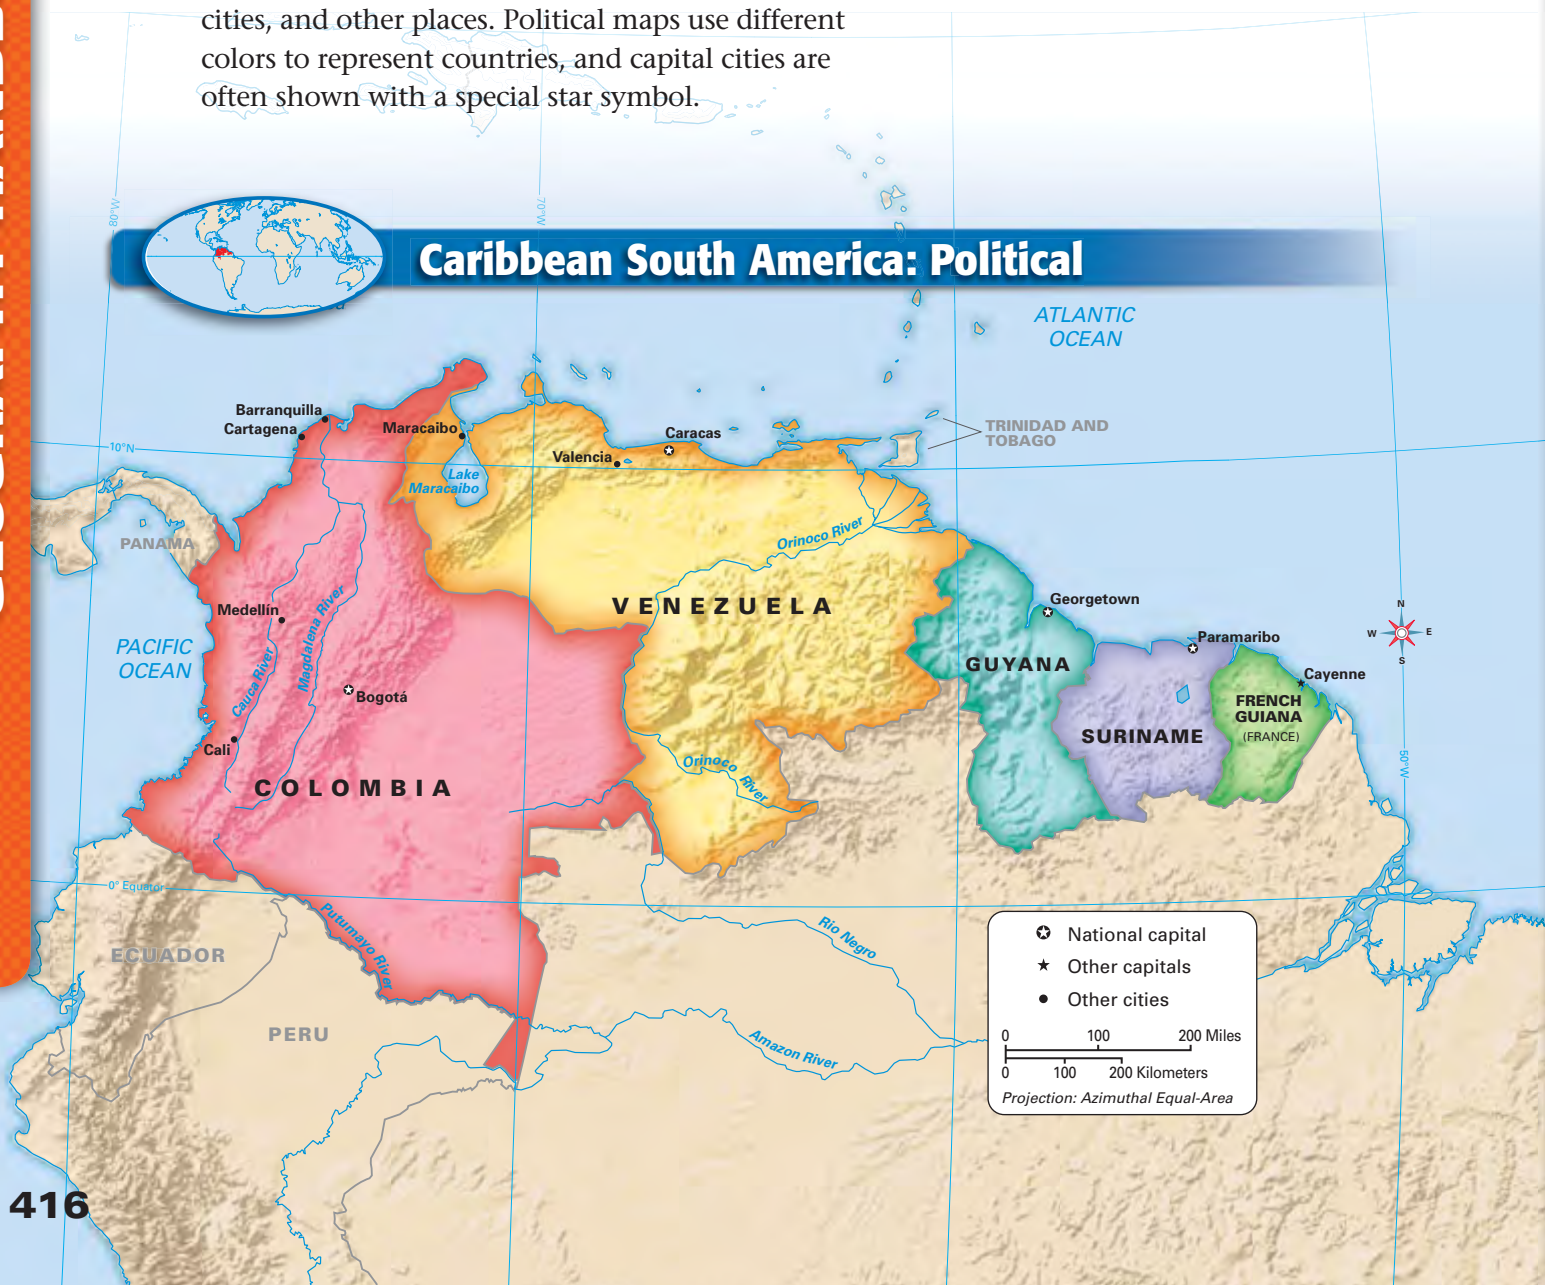 cities, and other places. Political maps use different
colors to represent countries, and capital cities are
often shown with a special star symbol.
80°W
70°W
Caribbean South America: Political
ATLANTIC
OCEAN
Barranquilla
Cartagena
Maracaibo
Caracas
Valencia
TRINIDAD AND
TOBAGO
10°N
Lake
Maracaibo
Orinoco River
PANAMA
VENEZUELA
Medellín
Magdalena River
Georgetown
N
W
E
S
PACIFIC
OCEAN
Cauca River
Paramaribo
GUYANA
Cayenne
Bogotá
FRENCH
GUIANA
(FRANCE)
SURINAME
Cali
Orinoco River
50°W
COLOMBIA
0° Equator
Putumayo River
Rio Negro
ECUADOR
PERU
Amazon River
National capital
Other capitals
Other cities
0 100 200 Miles
0 100 200 Kilometers
Projection: Azimuthal Equal-Area
416